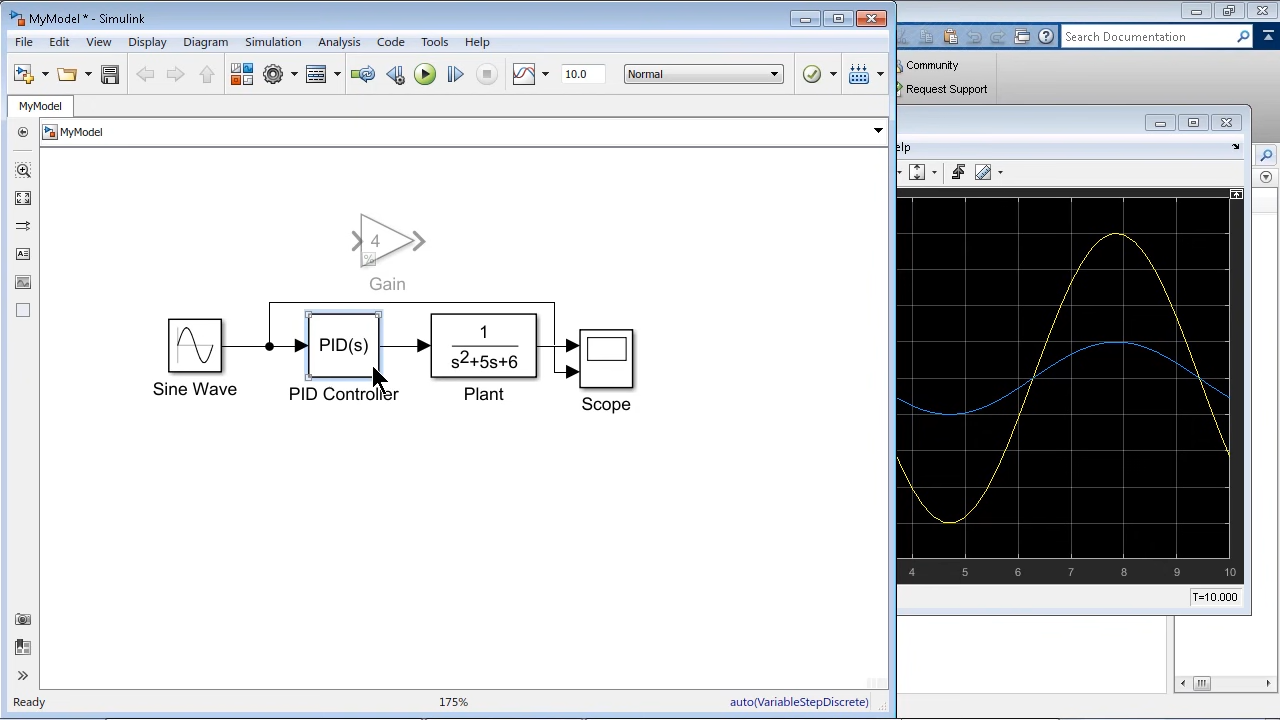 MyModel * - Simulink
File Edit View Display Diagram Simulation Analysis Code Tools Help
Search Documentation
10.0
Normal
Community
Request Support
MyModel
MyModel
elp
4
%
Gain
PID(s)
1
s2+5s+6
Sine Wave
PID Controller
Plant
Scope
4 5 6 7 8 9 10
T=10.000
Ready
175%
auto(VariableStepDiscrete)